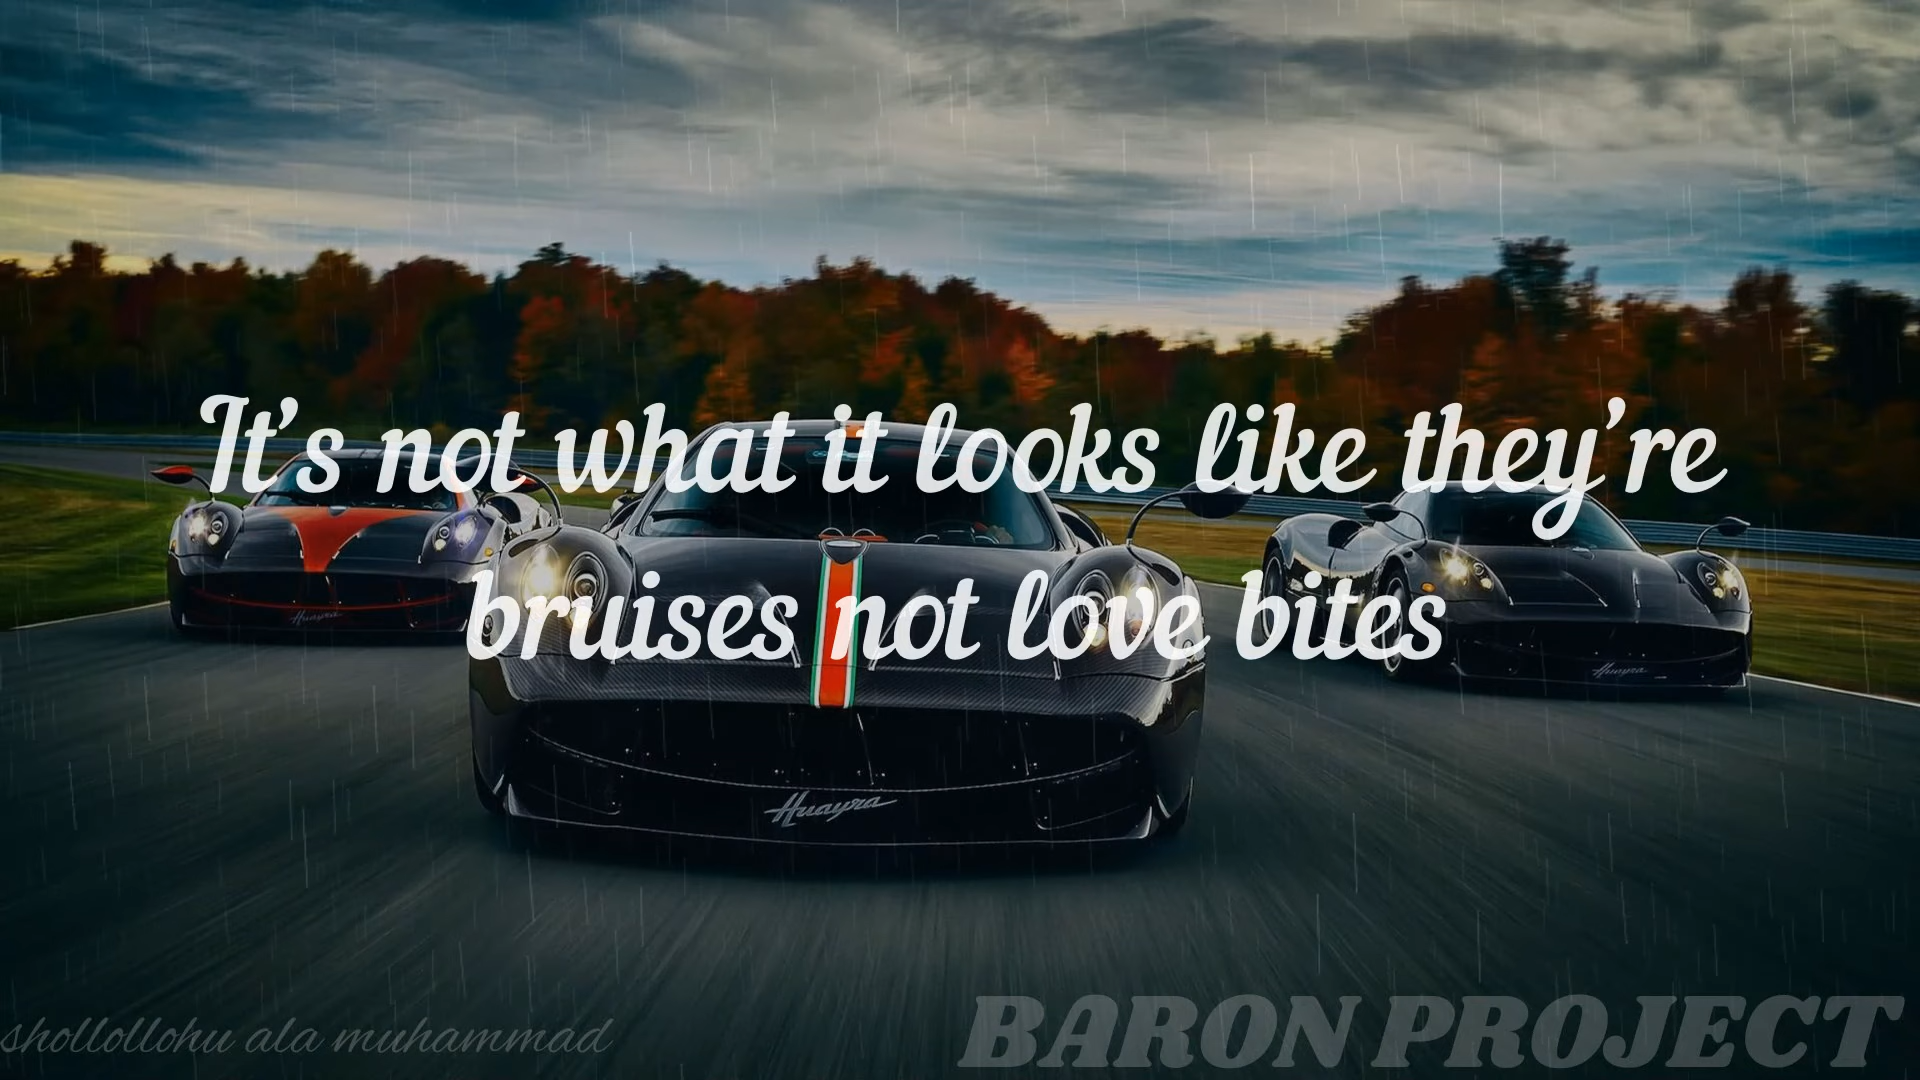 It’s not what it looks like they’re
bruises not love bites
Huayra
Huayra
Huayra
shollollohu ala muhammad
BARON PROJECT